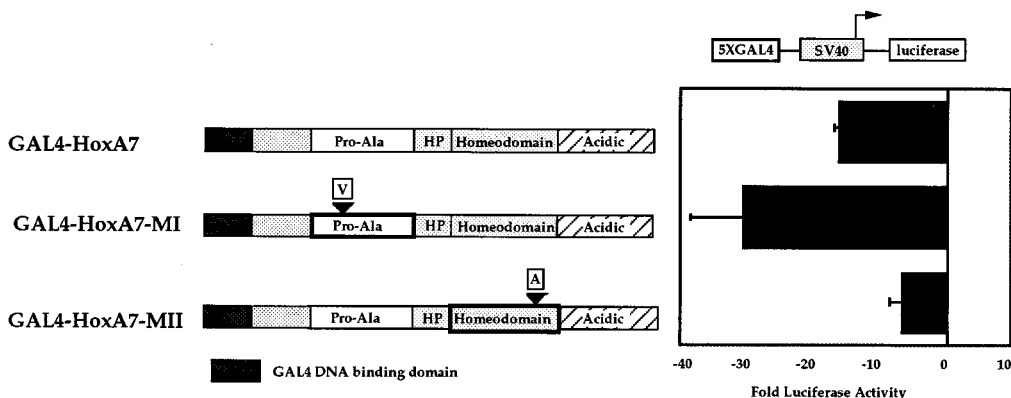 5XGAL4 SV40 luciferase
GAL4-HoxA7
Pro-Ala HP Homeodomain Acidic
V
GAL4-HoxA7-MI
Pro-Ala HP Homeodomain Acidic
A
GAL4-HoxA7-MII
Pro-Ala HP Homeodomain Acidic
GAL4 DNA binding domain
-40 -30 -20 -10 0 10
Fold Luciferase Activity